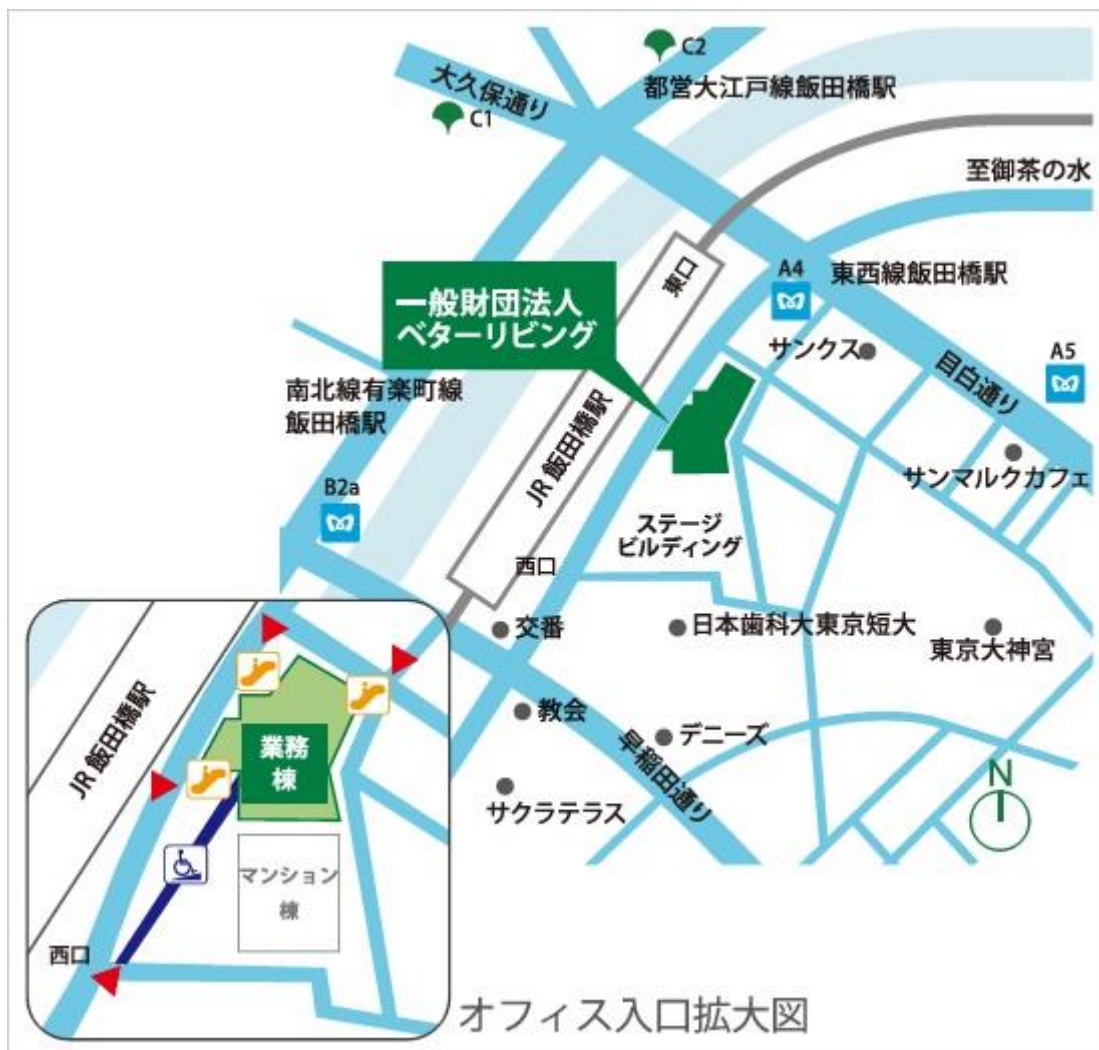 大久保通り
C2
都営大江戸線飯田橋駅
C1
至御茶の水
東口
A4
東西線飯田橋駅
一般財団法人
ベターリビング
サンクス
A5
目白通り
南北線有楽町線
飯田橋駅
JR 飯田橋駅
サンマルクカフェ
B2a
ステージ
ビルディング
西口
交番
日本歯科大東京短大
東京大神宮
教会
デニーズ
早稲田通り
サクラテラス
N
JR 飯田橋駅
業務
棟
マンション
棟
西口
オフィス入口拡大図